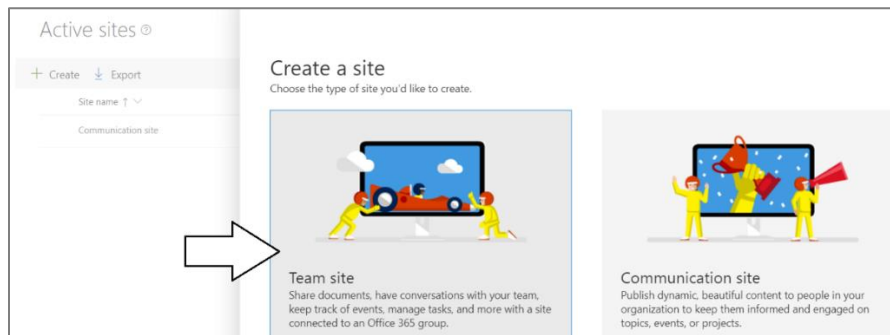 Active sites
Create Export
Site name
Communication site
Create a site
Choose the type of site you'd like to create.
Team site
Share documents, have conversations with your team,
keep track of events, manage tasks, and more with a site
connected to an Office 365 group.
Communication site
Publish dynamic, beautiful content to people in your
organization to keep them informed and engaged on
topics, events, or projects.